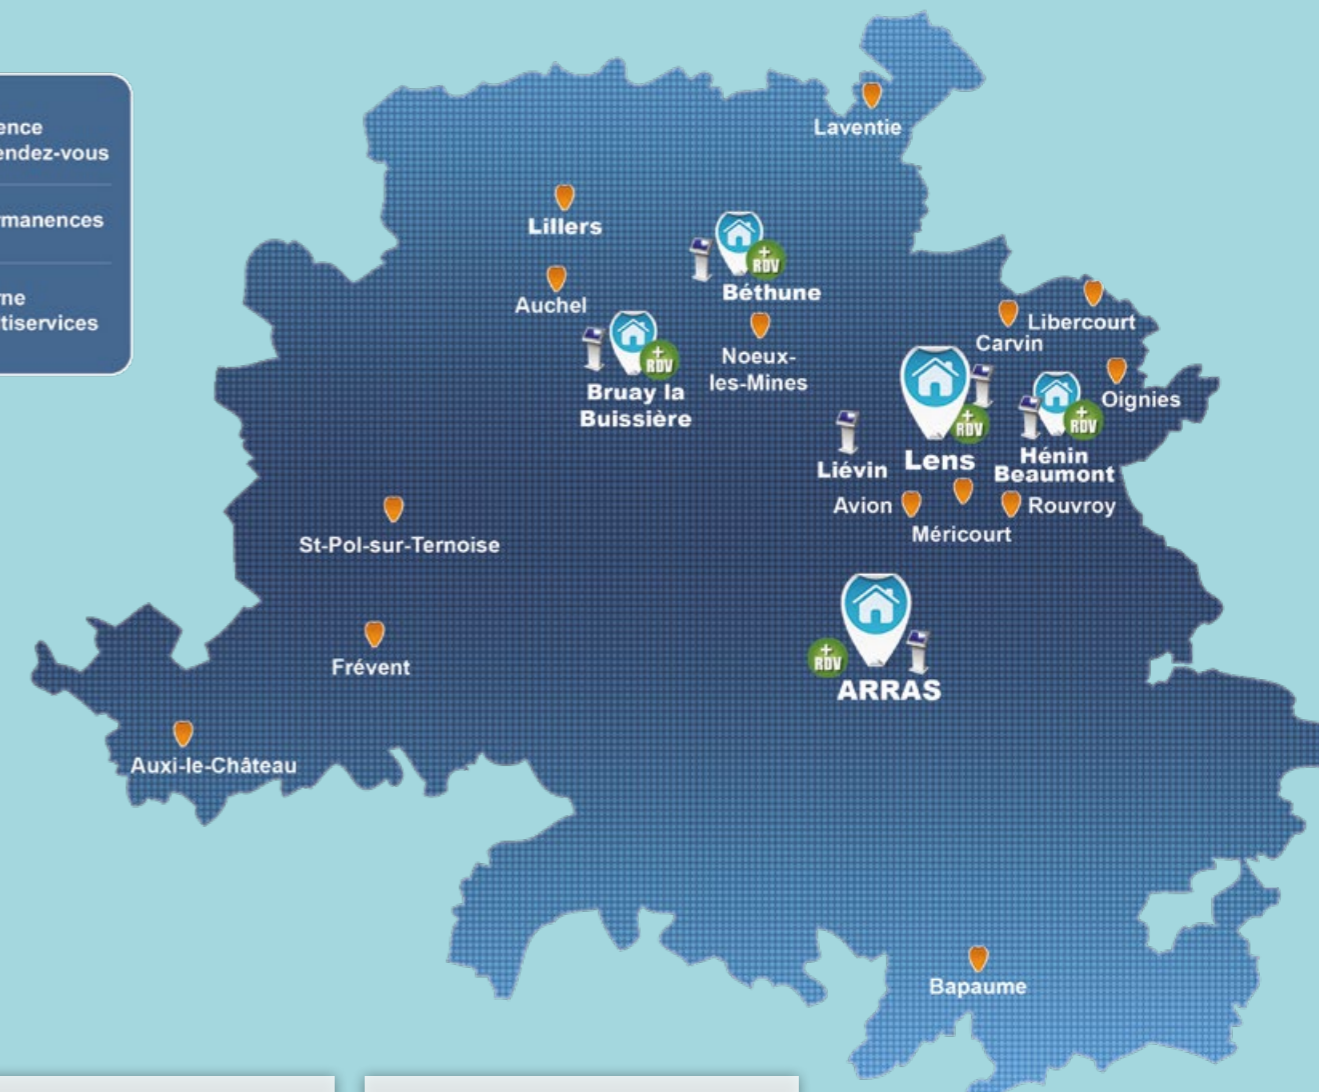 endez-vous
manences
tiservices
Laventie
Lillers
+
RDV
Béthune
Auchel
Libercourt
Carvin
+
RDV
Noeux-
les-Mines
Bruay la
Buissière
Oignies
+
RDV
+
RDV
Liévin
Lens
Hénin
Beaumont
Avion
Rouvroy
Méricourt
St-Pol-sur-Ternoise
+
RDV
ARRAS
Frévent
Auxi-le-Château
Bapaume